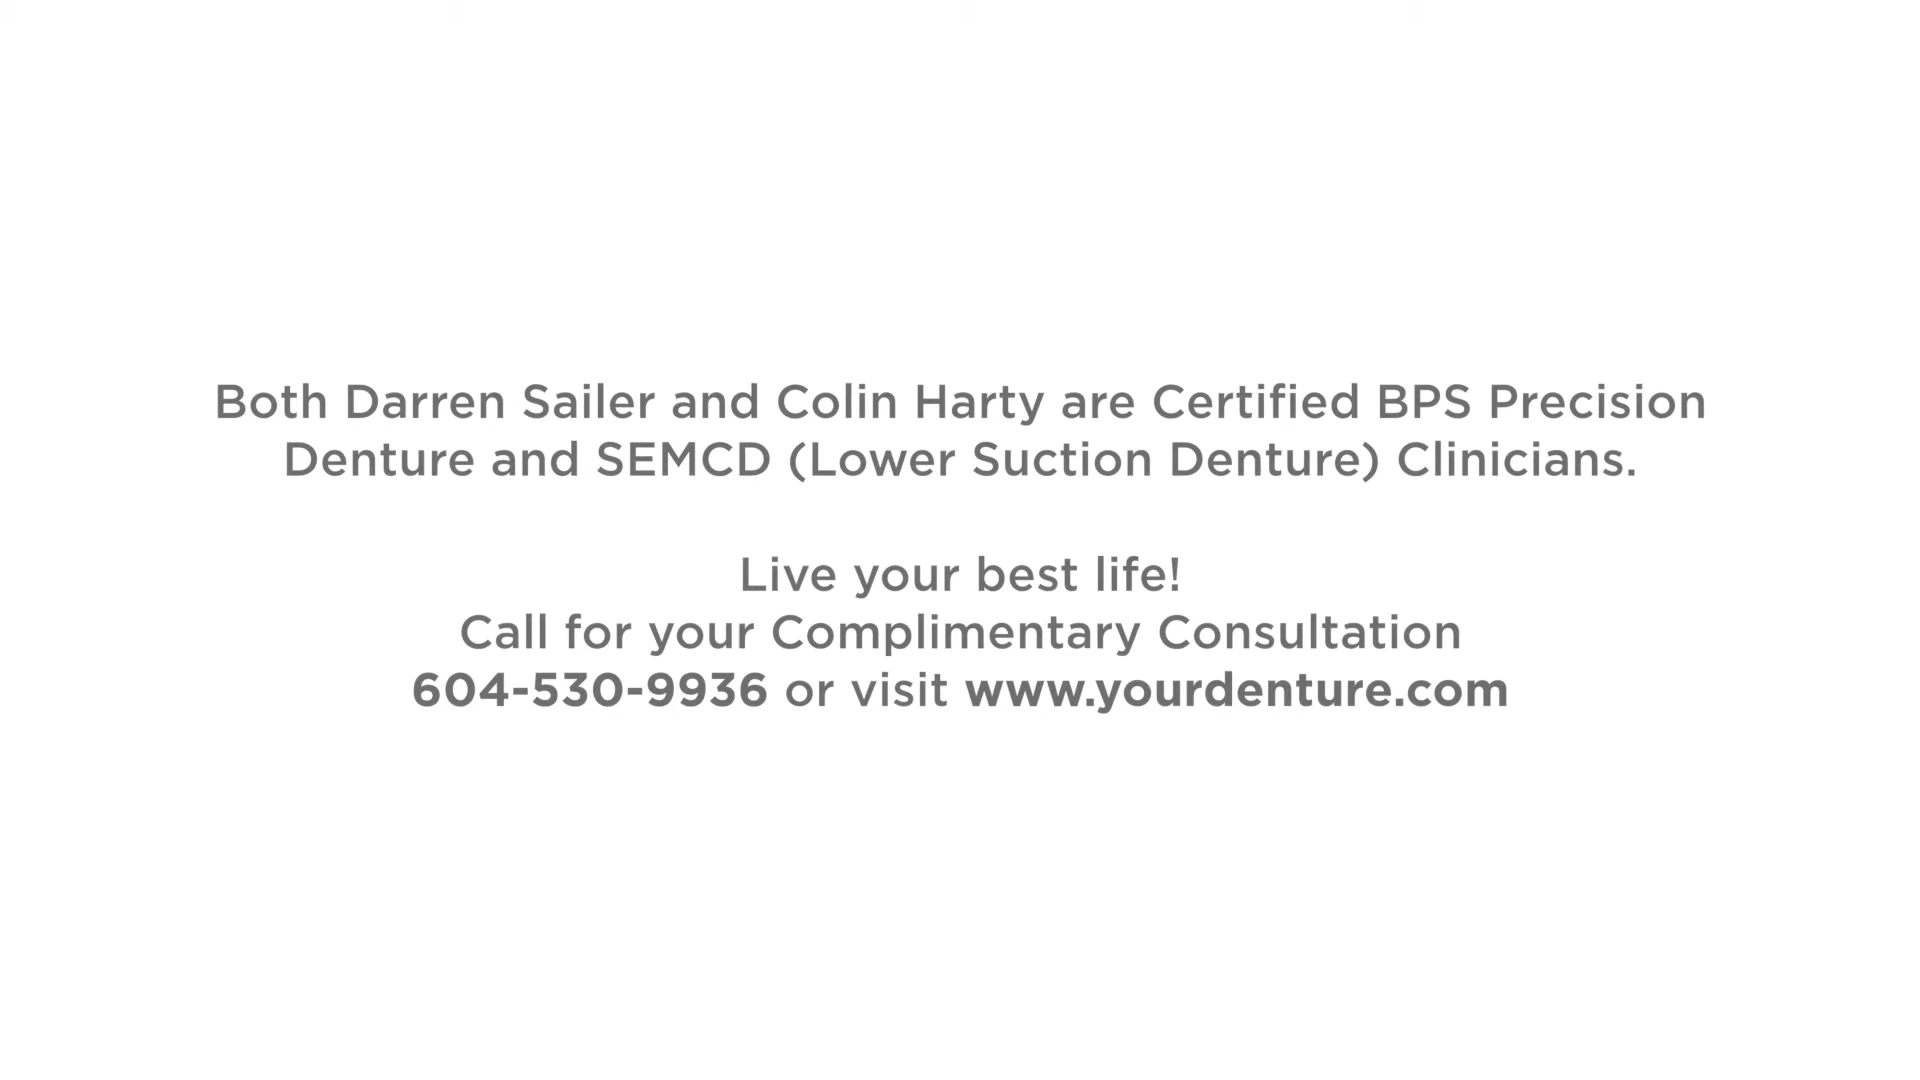 Both Darren Sailer and Colin Harty are Certified BPS Precision
Denture and SEMCD (Lower Suction Denture) Clinicians.
Live your best life!
Call for your Complimentary Consultation
604-530-9936 or visit www.yourdenture.com